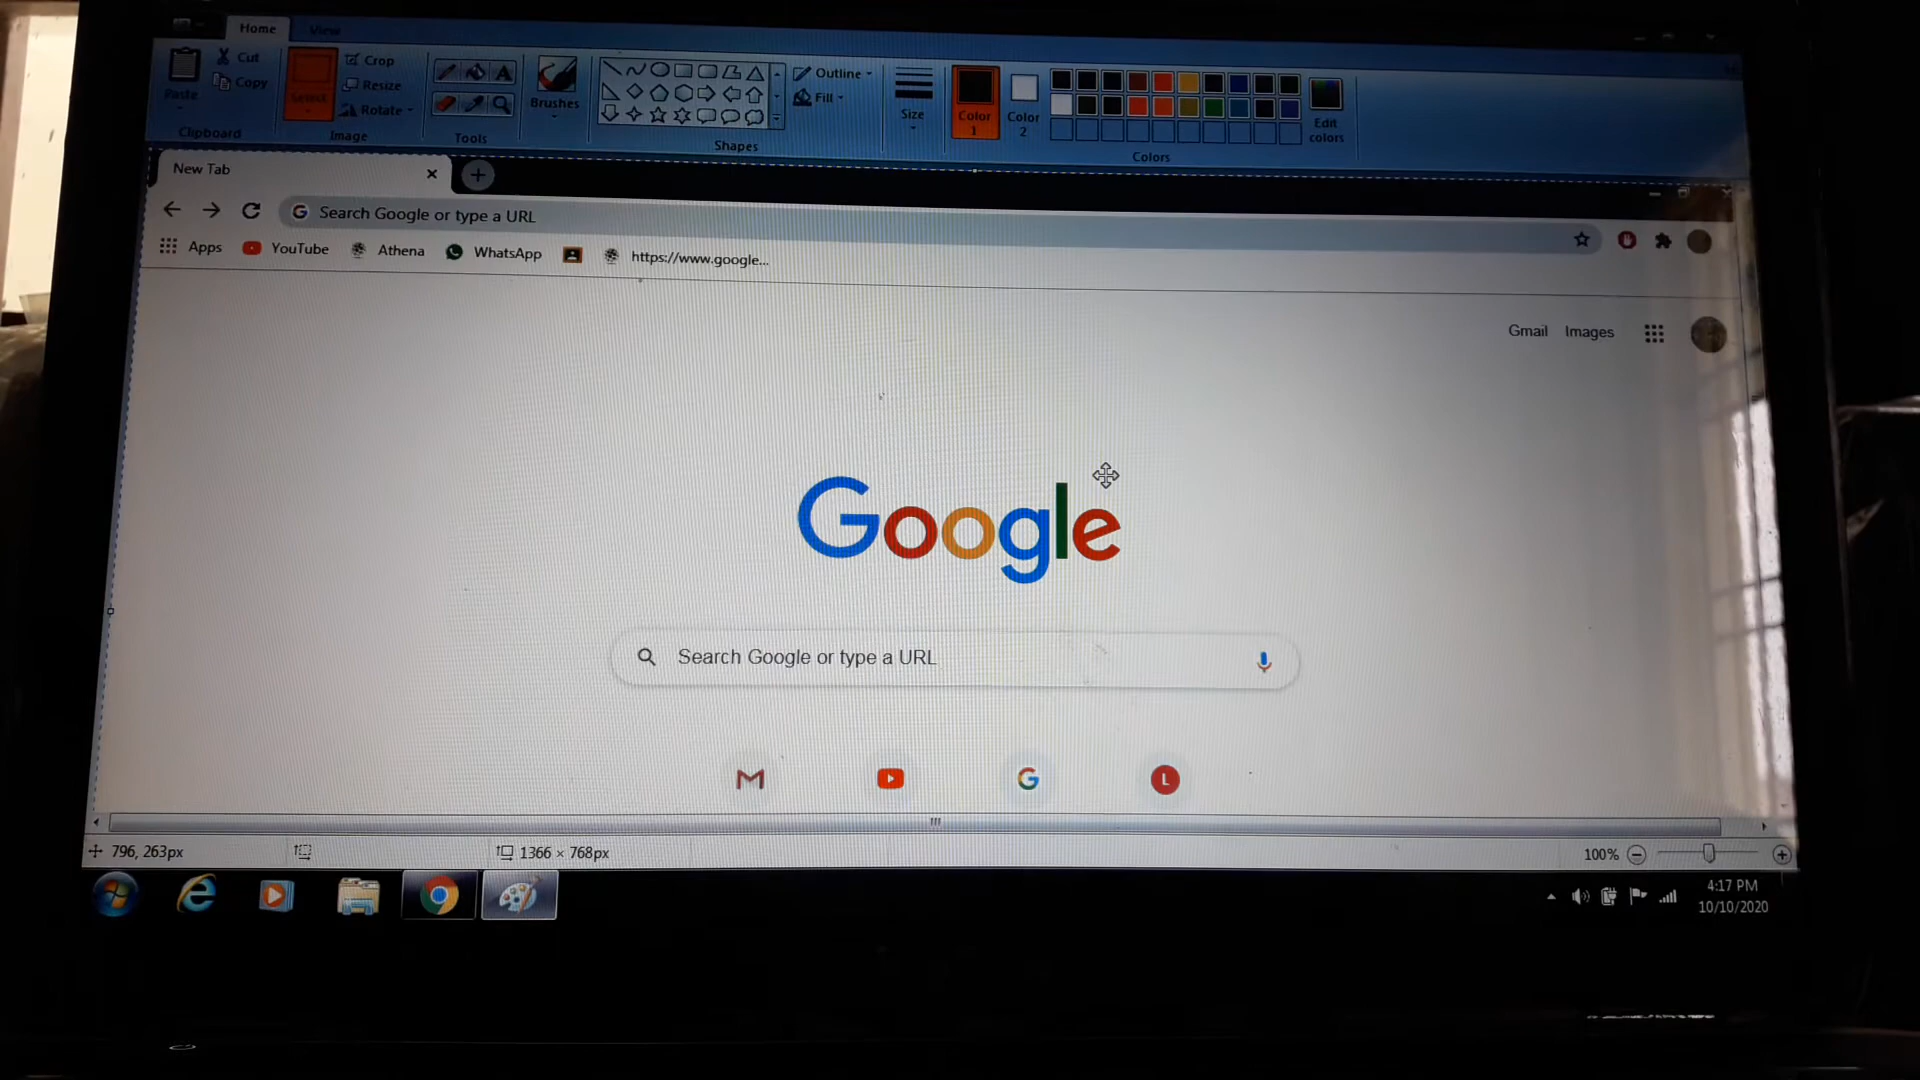 Home View
Paste
Cut
Copy
Clipboard
Select
Crop
Resize
Rotate
Image
A
Tools
Brushes
Shapes
Outline
Fill
Size
Color 1
Color 2
Colors
Edit colors
New Tab
G Search Google or type a URL
Apps YouTube Athena WhatsApp https://www.google...
Gmail Images
Google
Search Google or type a URL
M G L
796, 263px 1366 × 768px 100%
4:17 PM
10/10/2020